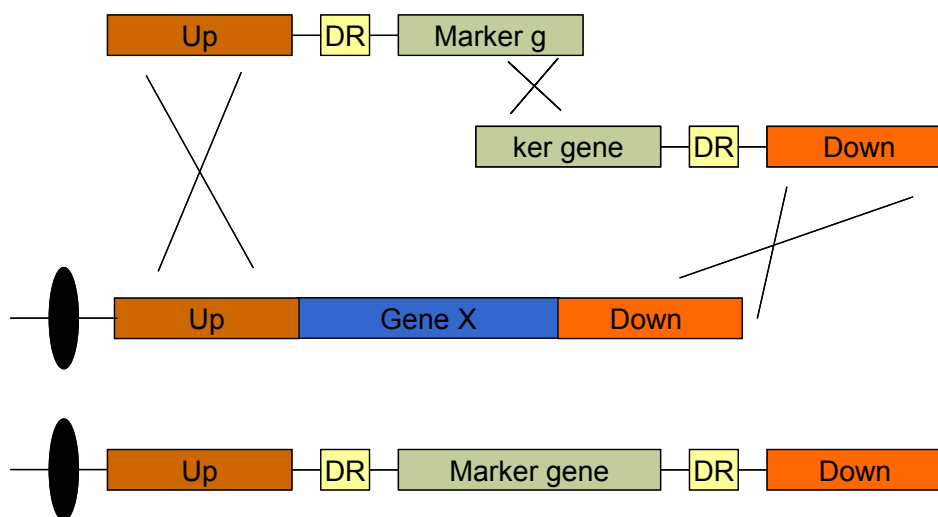 Up DR Marker g
ker gene DR Down
Up Gene X Down
Up DR Marker gene DR Down